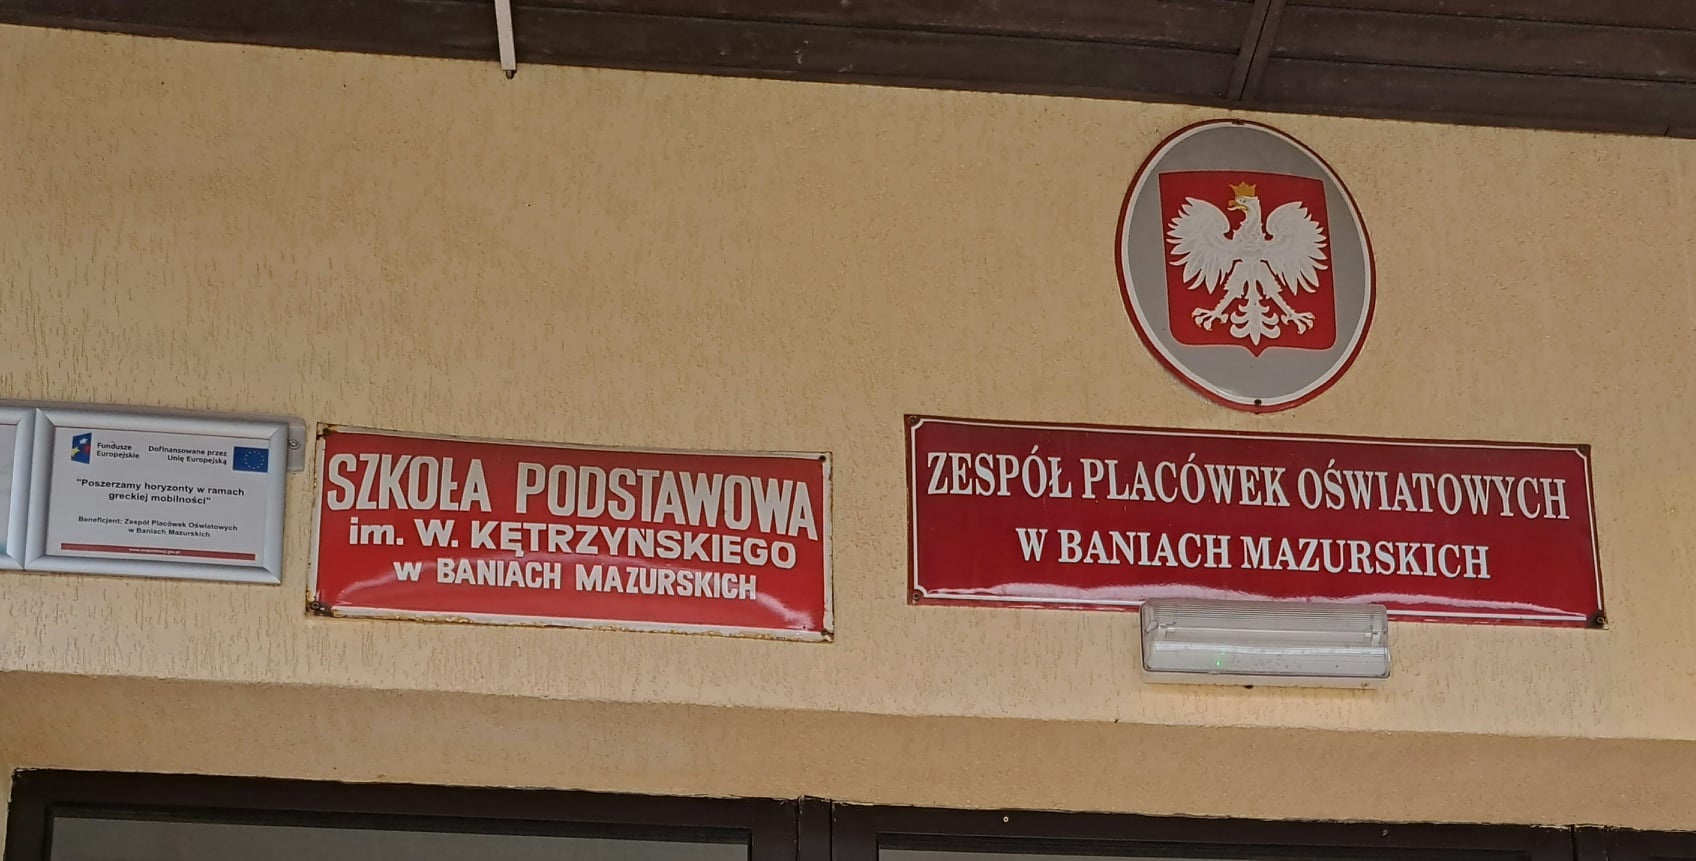 Fundusze
Europejskie
Dofinansowane przez
Unię Europejską
"Poszerzamy horyzonty w ramach
greckiej mobilności"
Beneficjent: Zespół Placówek Oświatowych
w Baniach Mazurskich
SZKOŁA PODSTAWOWA
im. W. KĘTRZYŃSKIEGO
w BANIACH MAZURSKICH
ZESPÓŁ PLACÓWEK OŚWIATOWYCH
W BANIACH MAZURSKICH